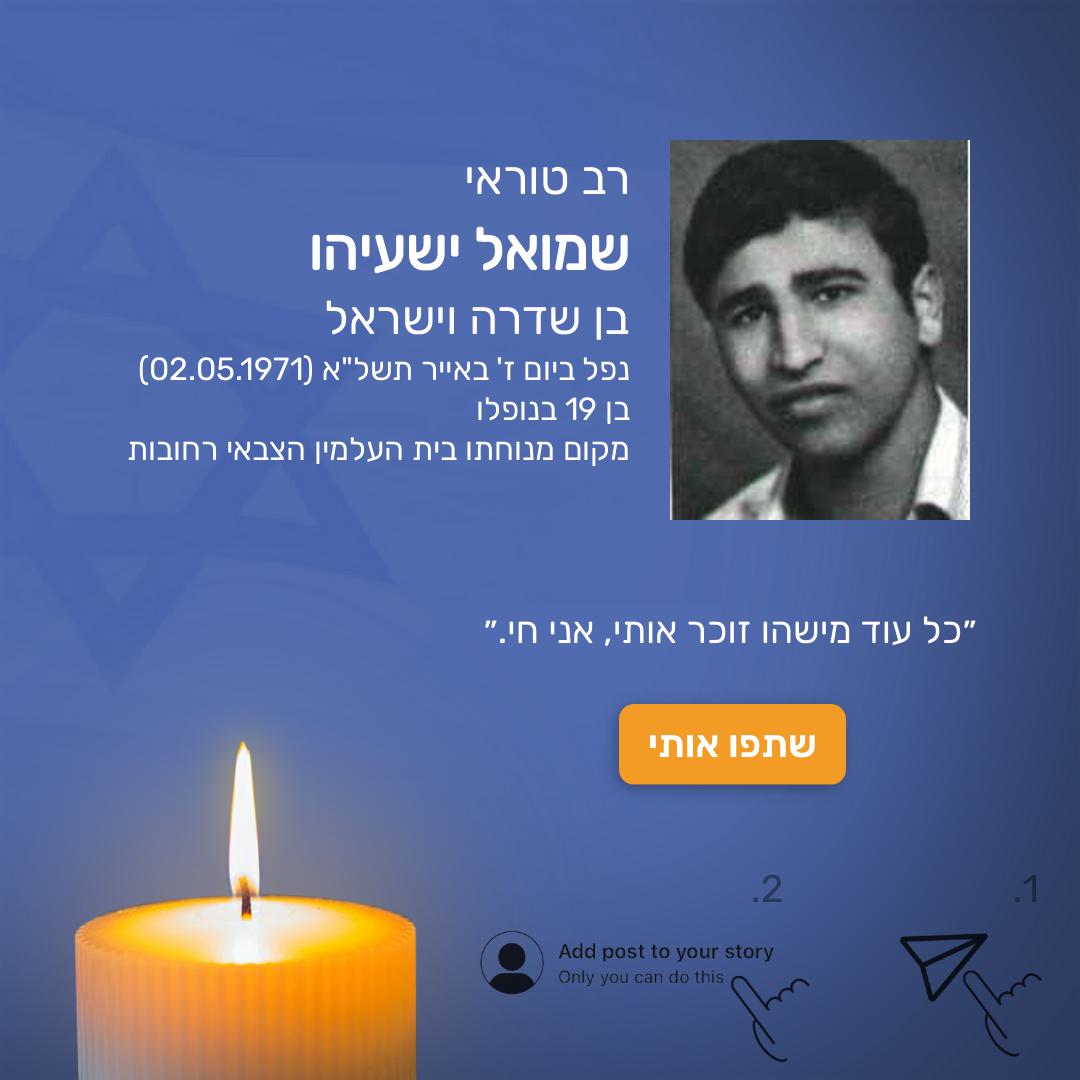 רב טוראי
שמואל ישעיהו
בן שדרה וישראל
נפל ביום ז' באייר תשל"א (02.05.1971)
בן 19 בנופלו
מקום מנוחתו בית העלמין הצבאי רחובות
״כל עוד מישהו זוכר אותי, אני חי.״
שתפו אותי
.1
.2
Add post to your story
Only you can do this